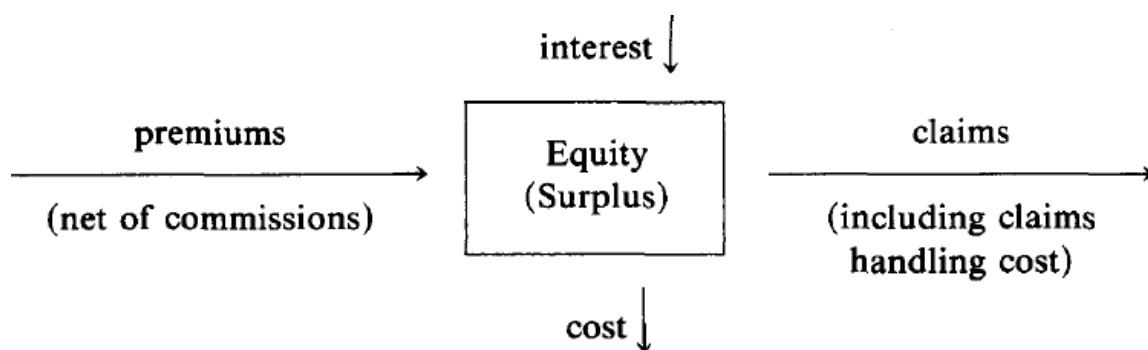 interest
premiums
(net of commissions)
Equity
(Surplus)
claims
(including claims
handling cost)
cost